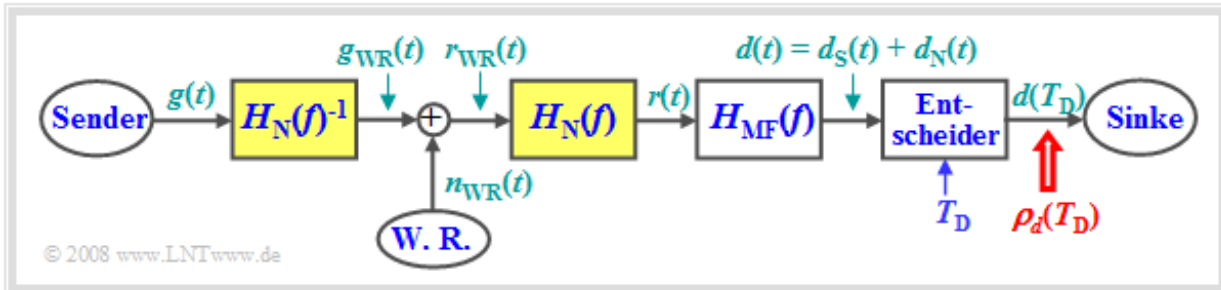 g_WR(t) r_WR(t) d(t) = d_S(t) + d_N(t)
Sender g(t) H_N(f)^-1 + H_N(f) r(t) H_MF(f) Ent-
scheider d(T_D) Sinke
n_WR(t) T_D ρ_d(T_D)
W. R.
© 2008 www.LNTwww.de